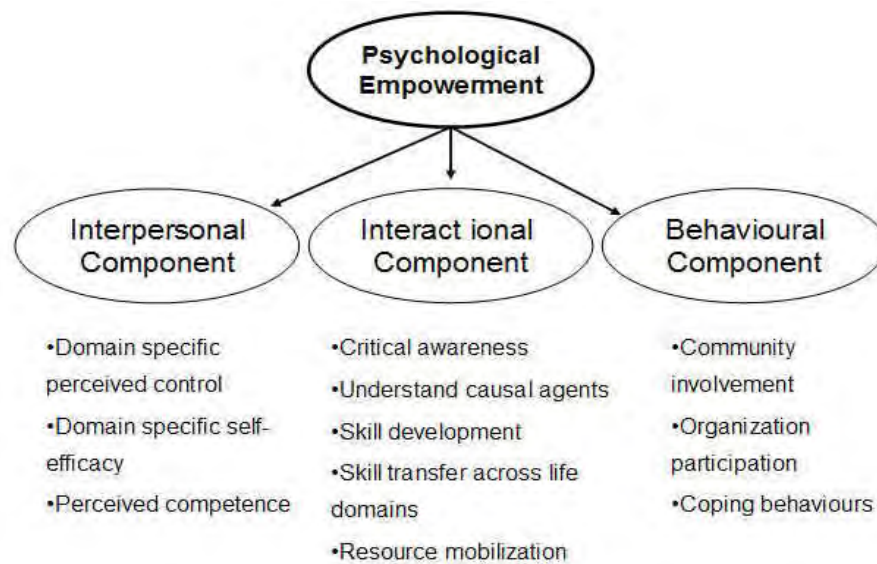 Psychological
Empowerment
Interpersonal
Component
Interact ional
Component
Behavioural
Component
•Domain specific
perceived control
•Domain specific self-
efficacy
•Perceived competence
•Critical awareness
•Understand causal agents
•Skill development
•Skill transfer across life
domains
•Resource mobilization
•Community
involvement
•Organization
participation
•Coping behaviours